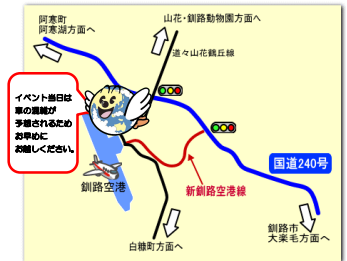 阿寒町
阿寒湖方面へ
山花・釧路動物園方面へ
道々山花鶴丘線
イベント当日は
車の混雑が
予想されるため
お早めに
お越しください。
国道240号
釧路空港
新釧路空港線
白糠町方面へ
釧路市
大楽毛方面へ